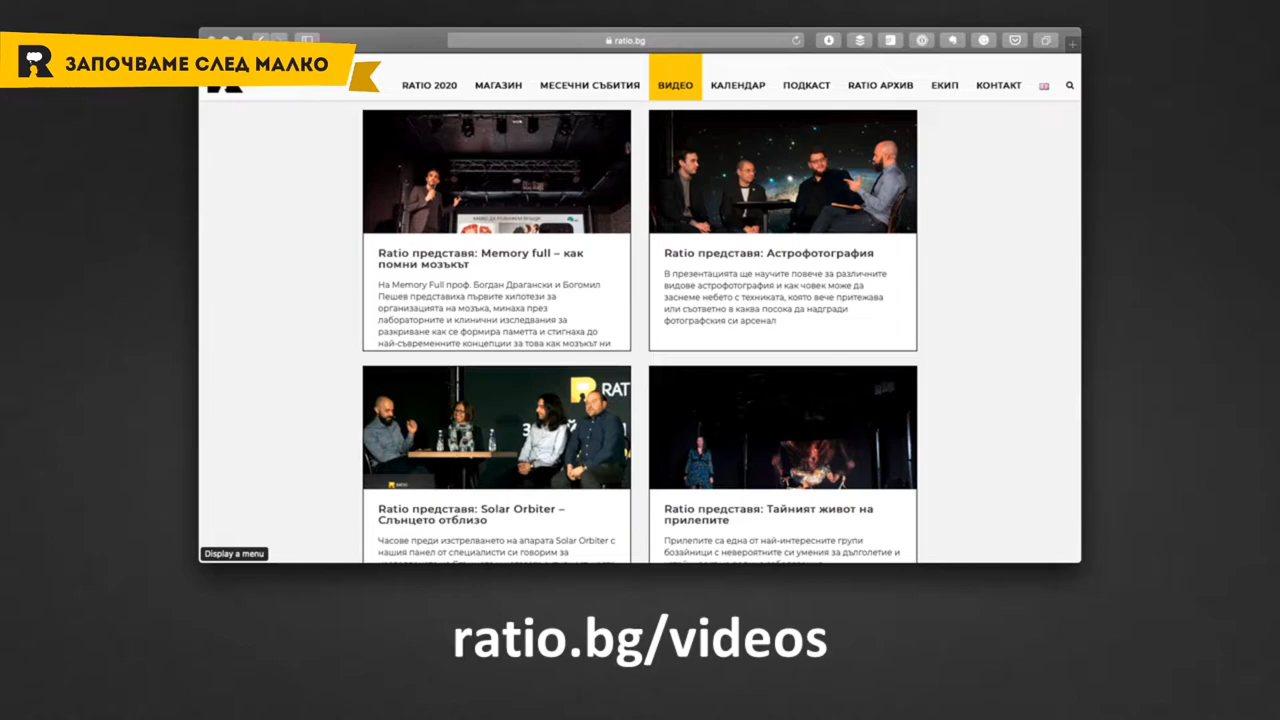 ЗАПОЧВАМЕ СЛЕД МАЛКО
ratio.bg
RATIO 2020 МАГАЗИН МЕСЕЧНИ СЪБИТИЯ ВИДЕО КАЛЕНДАР ПОДКАСТ RATIO АРХИВ ЕКИП КОНТАКТ
Ratio представя: Memory full – как
помни мозъкът
На Memory Full проф. Богдан Драгански и Богомил
Пешев представиха първите хипотези за
организацията на мозъка, минаха през
лабораторните и клинични изследвания за
разкриване как се формира паметта и стигнаха до
най-съвременните концепции за това как мозъкът ни
Ratio представя: Астрофотография
В презентацията ще научите повече за различните
видове астрофотография и как човек може да
заснеме небето с техниката, която вече притежава
или съответно в каква посока да надгради
фотографския си арсенал
RAT
Ratio представя: Solar Orbiter –
Слънцето отблизо
Часове преди изстрелването на апарата Solar Orbiter с
нашия панел от специалисти си говорим за
Ratio представя: Тайният живот на
прилепите
Прилепите са една от най-интересните групи
бозайници с невероятните си умения за дълголетие и
Display a menu
ratio.bg/videos